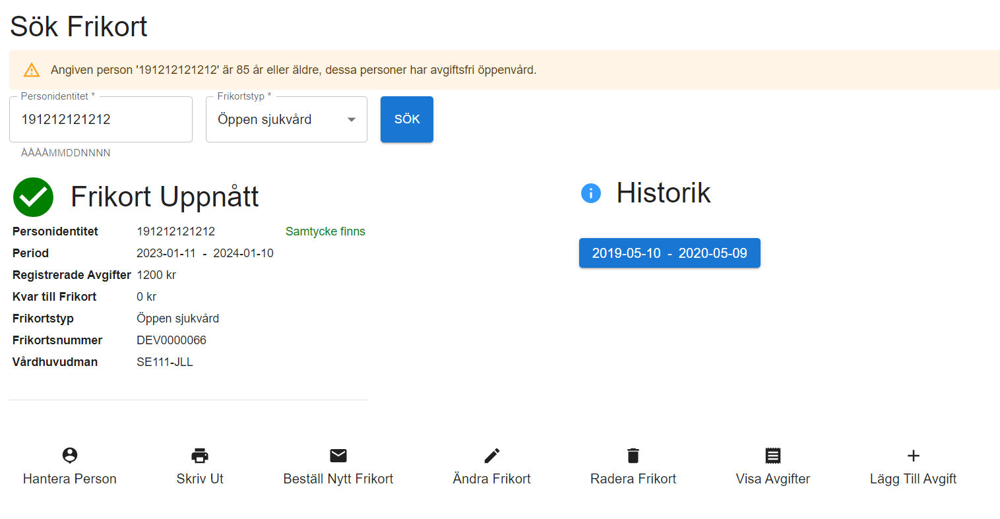 Sök Frikort
Angiven person '191212121212' är 85 år eller äldre, dessa personer har avgiftsfri öppenvård.
Personidentitet *
191212121212
ÅÅÅÅMMDDNNNN
Frikortstyp *
Öppen sjukvård
SÖK
Frikort Uppnått
Personidentitet 191212121212 Samtycke finns
Period 2023-01-11 - 2024-01-10
Registrerade Avgifter 1200 kr
Kvar till Frikort 0 kr
Frikortstyp Öppen sjukvård
Frikortsnummer DEV0000066
Vårdhuvudman SE111-JLL
Historik
2019-05-10 - 2020-05-09
Hantera Person
Skriv Ut
Beställ Nytt Frikort
Ändra Frikort
Radera Frikort
Visa Avgifter
Lägg Till Avgift